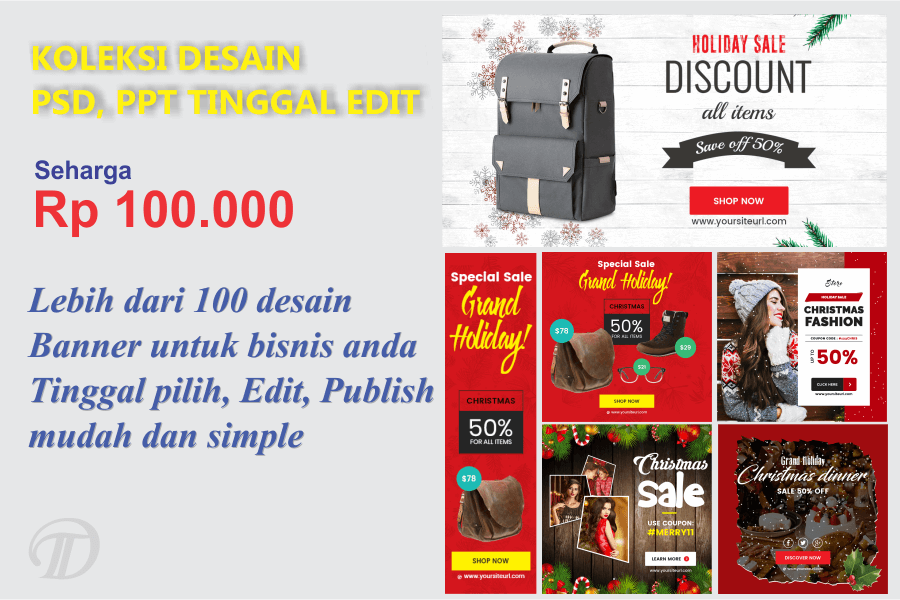 KOLEKSI DESAIN
PSD, PPT TINGGAL EDIT
Seharga
Rp 100.000
Lebih dari 100 desain
Banner untuk bisnis anda
Tinggal pilih, Edit, Publish
mudah dan simple
HOLIDAY SALE
DISCOUNT
all items
Save off 50%
SHOP NOW
www.yoursiteurl.com
Special Sale
Grand
Holiday!
CHRISTMAS
50%
FOR ALL ITEMS
$78
SHOP NOW
www.yoursiteurl.com
Special Sale
Grand Holiday!
CHRISTMAS
50%
FOR ALL ITEMS
$78
$29
$21
SHOP NOW
www.yoursiteurl.com
Store
HOLIDAY SALE
CHRISTMAS
FASHION
UP TO
50%
CLICK HERE
www.yoursiteurl.com
Christmas
sale
USE COUPON:
#MERRY11
LEARN MORE
www.yoursiteurl.com
Grand Holiday
Christmas dinner
SALE 50% OFF
DISCOVER NOW
www.yoursiteurl.com